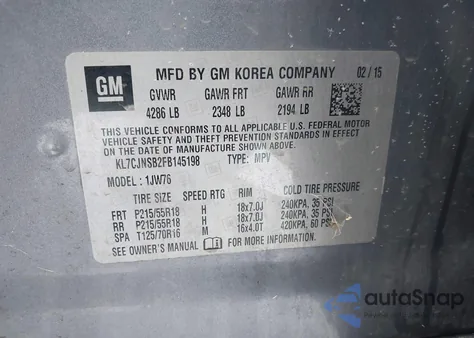 GM
MFD BY GM KOREA COMPANY 02/15
GVWR GAWR FRT GAWR RR
4286 LB 2348 LB 2194 LB
THIS VEHICLE CONFORMS TO ALL APPLICABLE U.S. FEDERAL MOTOR
VEHICLE SAFETY AND THEFT PREVENTION STANDARDS IN EFFECT
ON THE DATE OF MANUFACTURE SHOWN ABOVE.
KL7CJNSB2FB145198 TYPE: MPV
MODEL: 1JW76
TIRE SIZE SPEED RTG RIM COLD TIRE PRESSURE
FRT P215/55R18 H 18x7.0J 240KPA, 35 PSI
RR P215/55R18 H 18x7.0J 240KPA, 35 PSI
SPA T125/70R16 M 16x4.0T 420KPA, 60 PSI
SEE OWNER'S MANUAL FOR MORE INFORMATION.
autoSnap